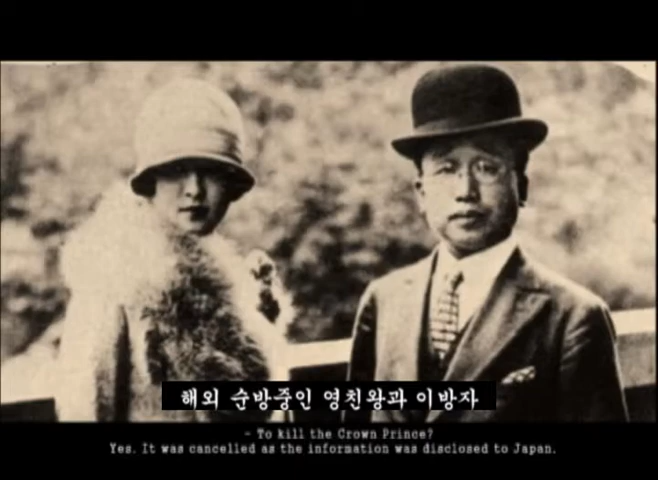 해외 순방중인 영친왕과 이방자
- To kill the Crown Prince?
Yes. It was cancelled as the information was disclosed to Japan.